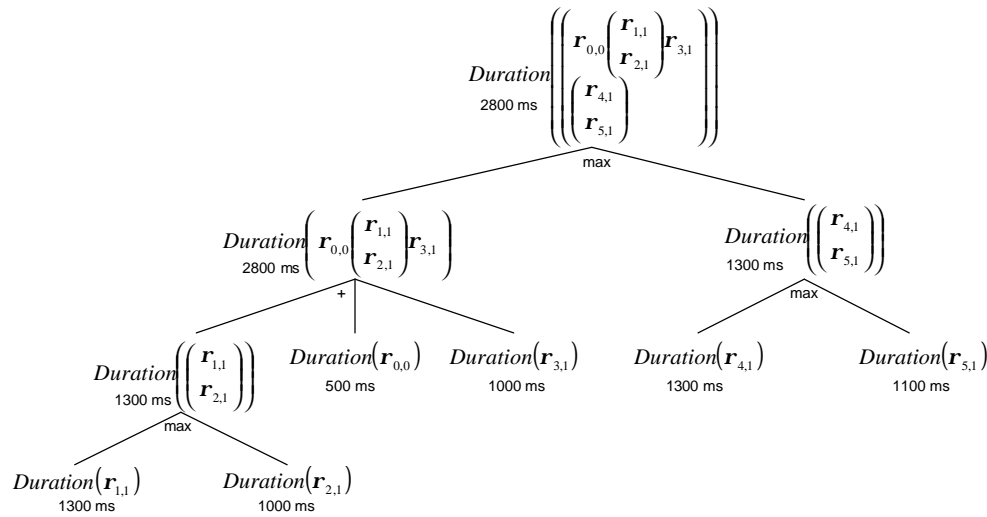 Duration(((r0,0(r1,1 r2,1)r3,1) (r4,1 r5,1)))
2800 ms
max
Duration(r0,0(r1,1 r2,1)r3,1)
2800 ms
+
Duration((r4,1 r5,1))
1300 ms
max
Duration((r1,1 r2,1))
1300 ms
max
Duration(r0,0)
500 ms
Duration(r3,1)
1000 ms
Duration(r4,1)
1300 ms
Duration(r5,1)
1100 ms
Duration(r1,1)
1300 ms
Duration(r2,1)
1000 ms